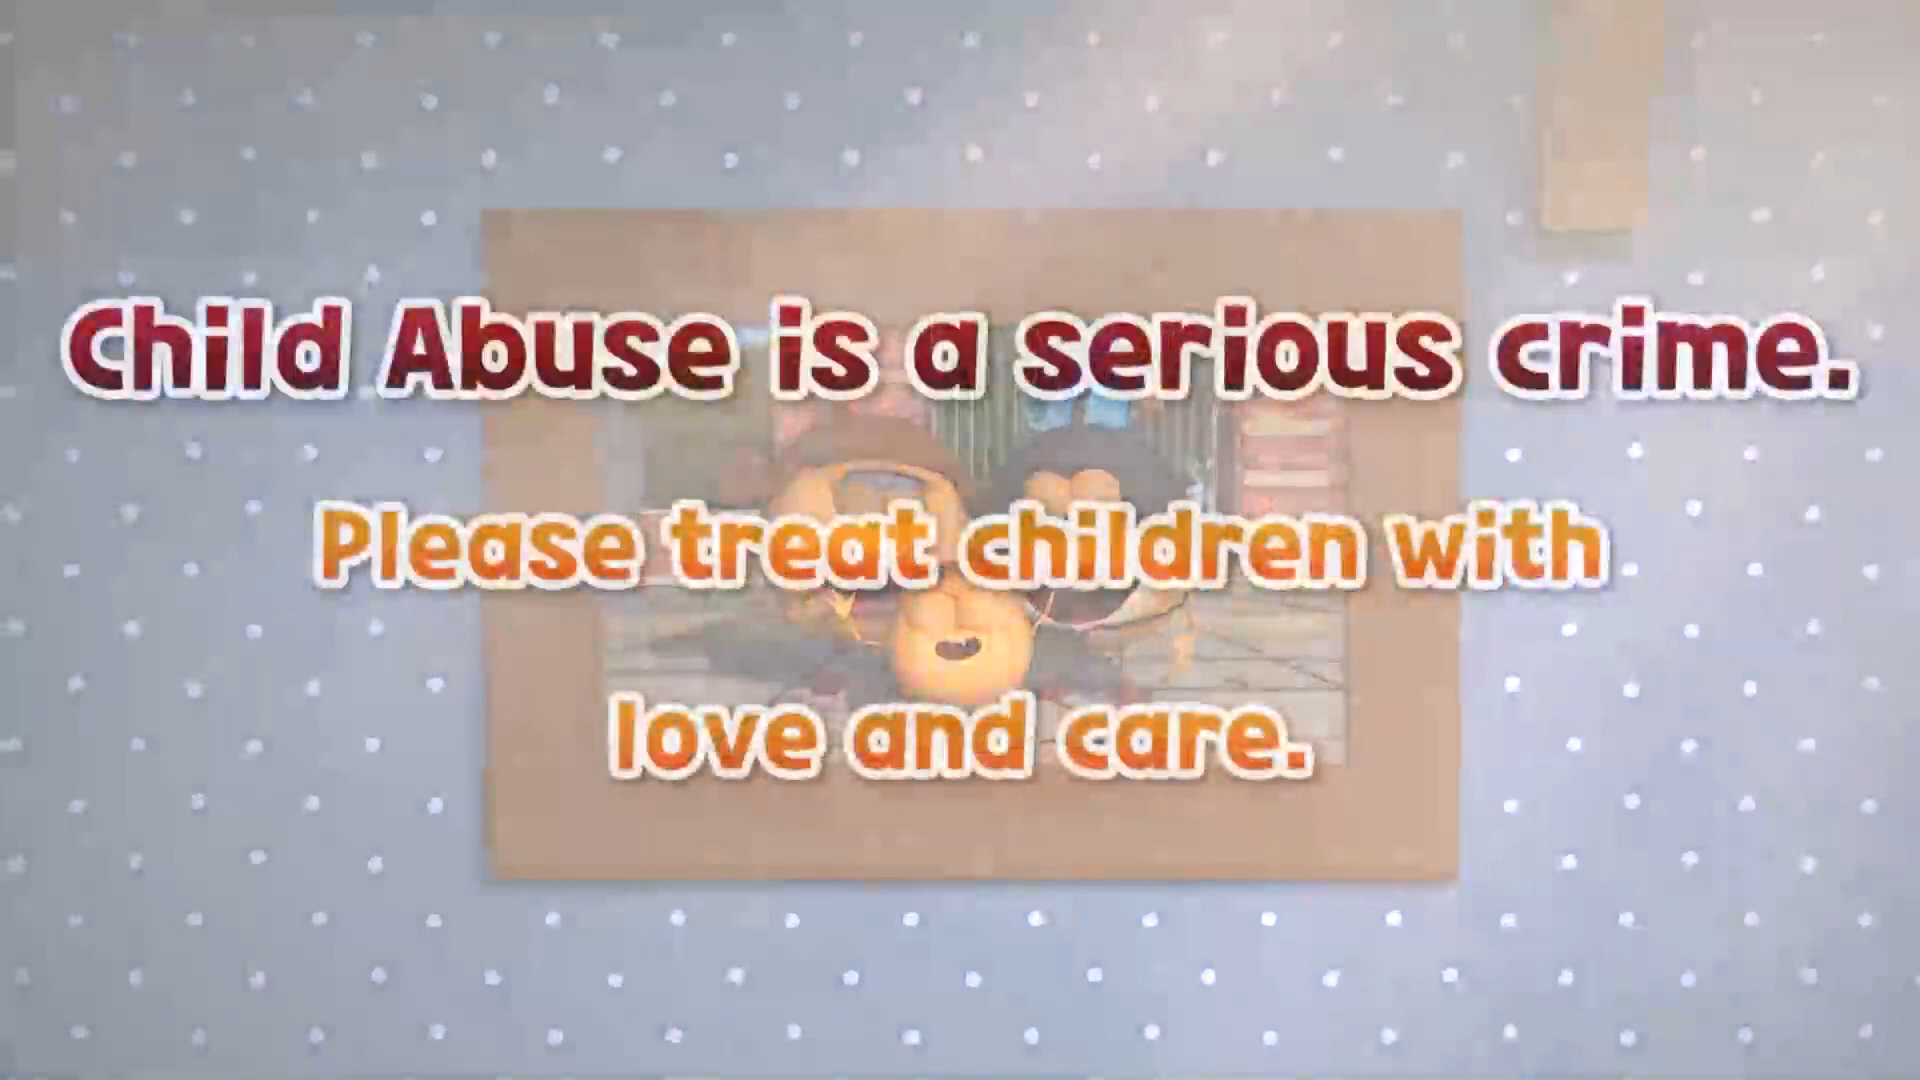 Child Abuse is a serious crime.
Please treat children with
love and care.